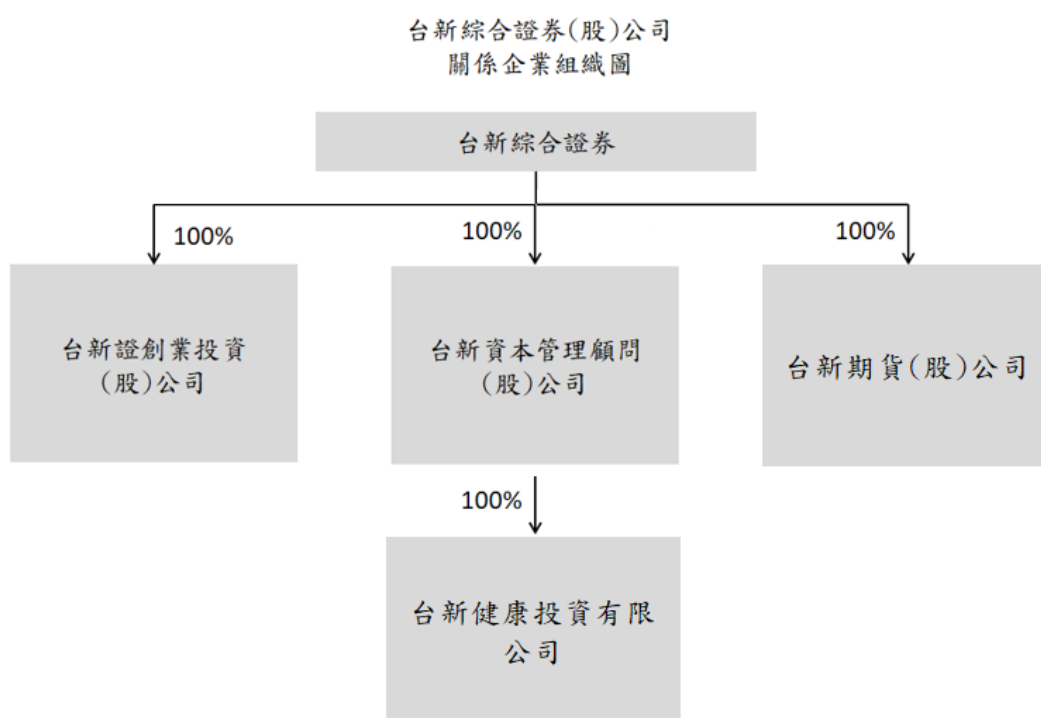 台新綜合證券(股)公司
關係企業組織圖
台新綜合證券
100%
100%
100%
台新證創業投資
(股)公司
台新資本管理顧問
(股)公司
台新期貨(股)公司
100%
台新健康投資有限
公司